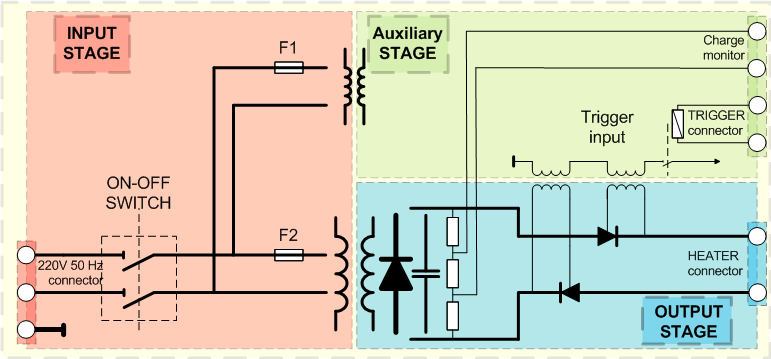 INPUT
STAGE
F1
Auxiliary
STAGE
Charge
monitor
Trigger
input
TRIGGER
connector
ON-OFF
SWITCH
F2
220V 50 Hz
connector
HEATER
connector
OUTPUT
STAGE